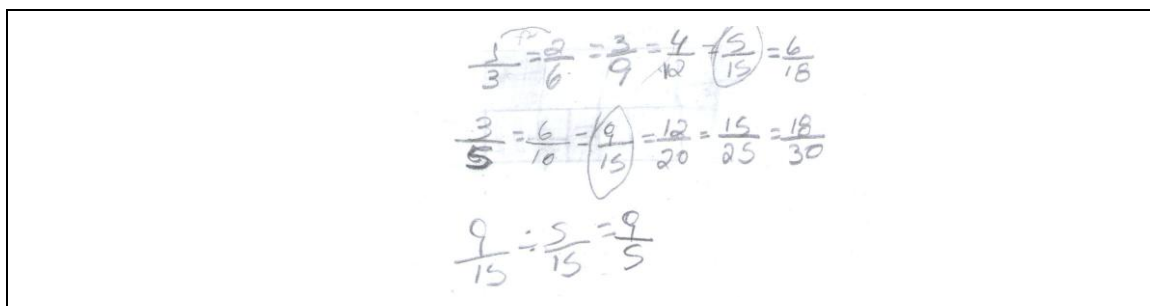 1/3 = 2/6 = 3/9 = 4/12 = 5/15 = 6/18
3/5 = 6/10 = 9/15 = 12/20 = 15/25 = 18/30
9/15 ÷ 5/15 = 9/5